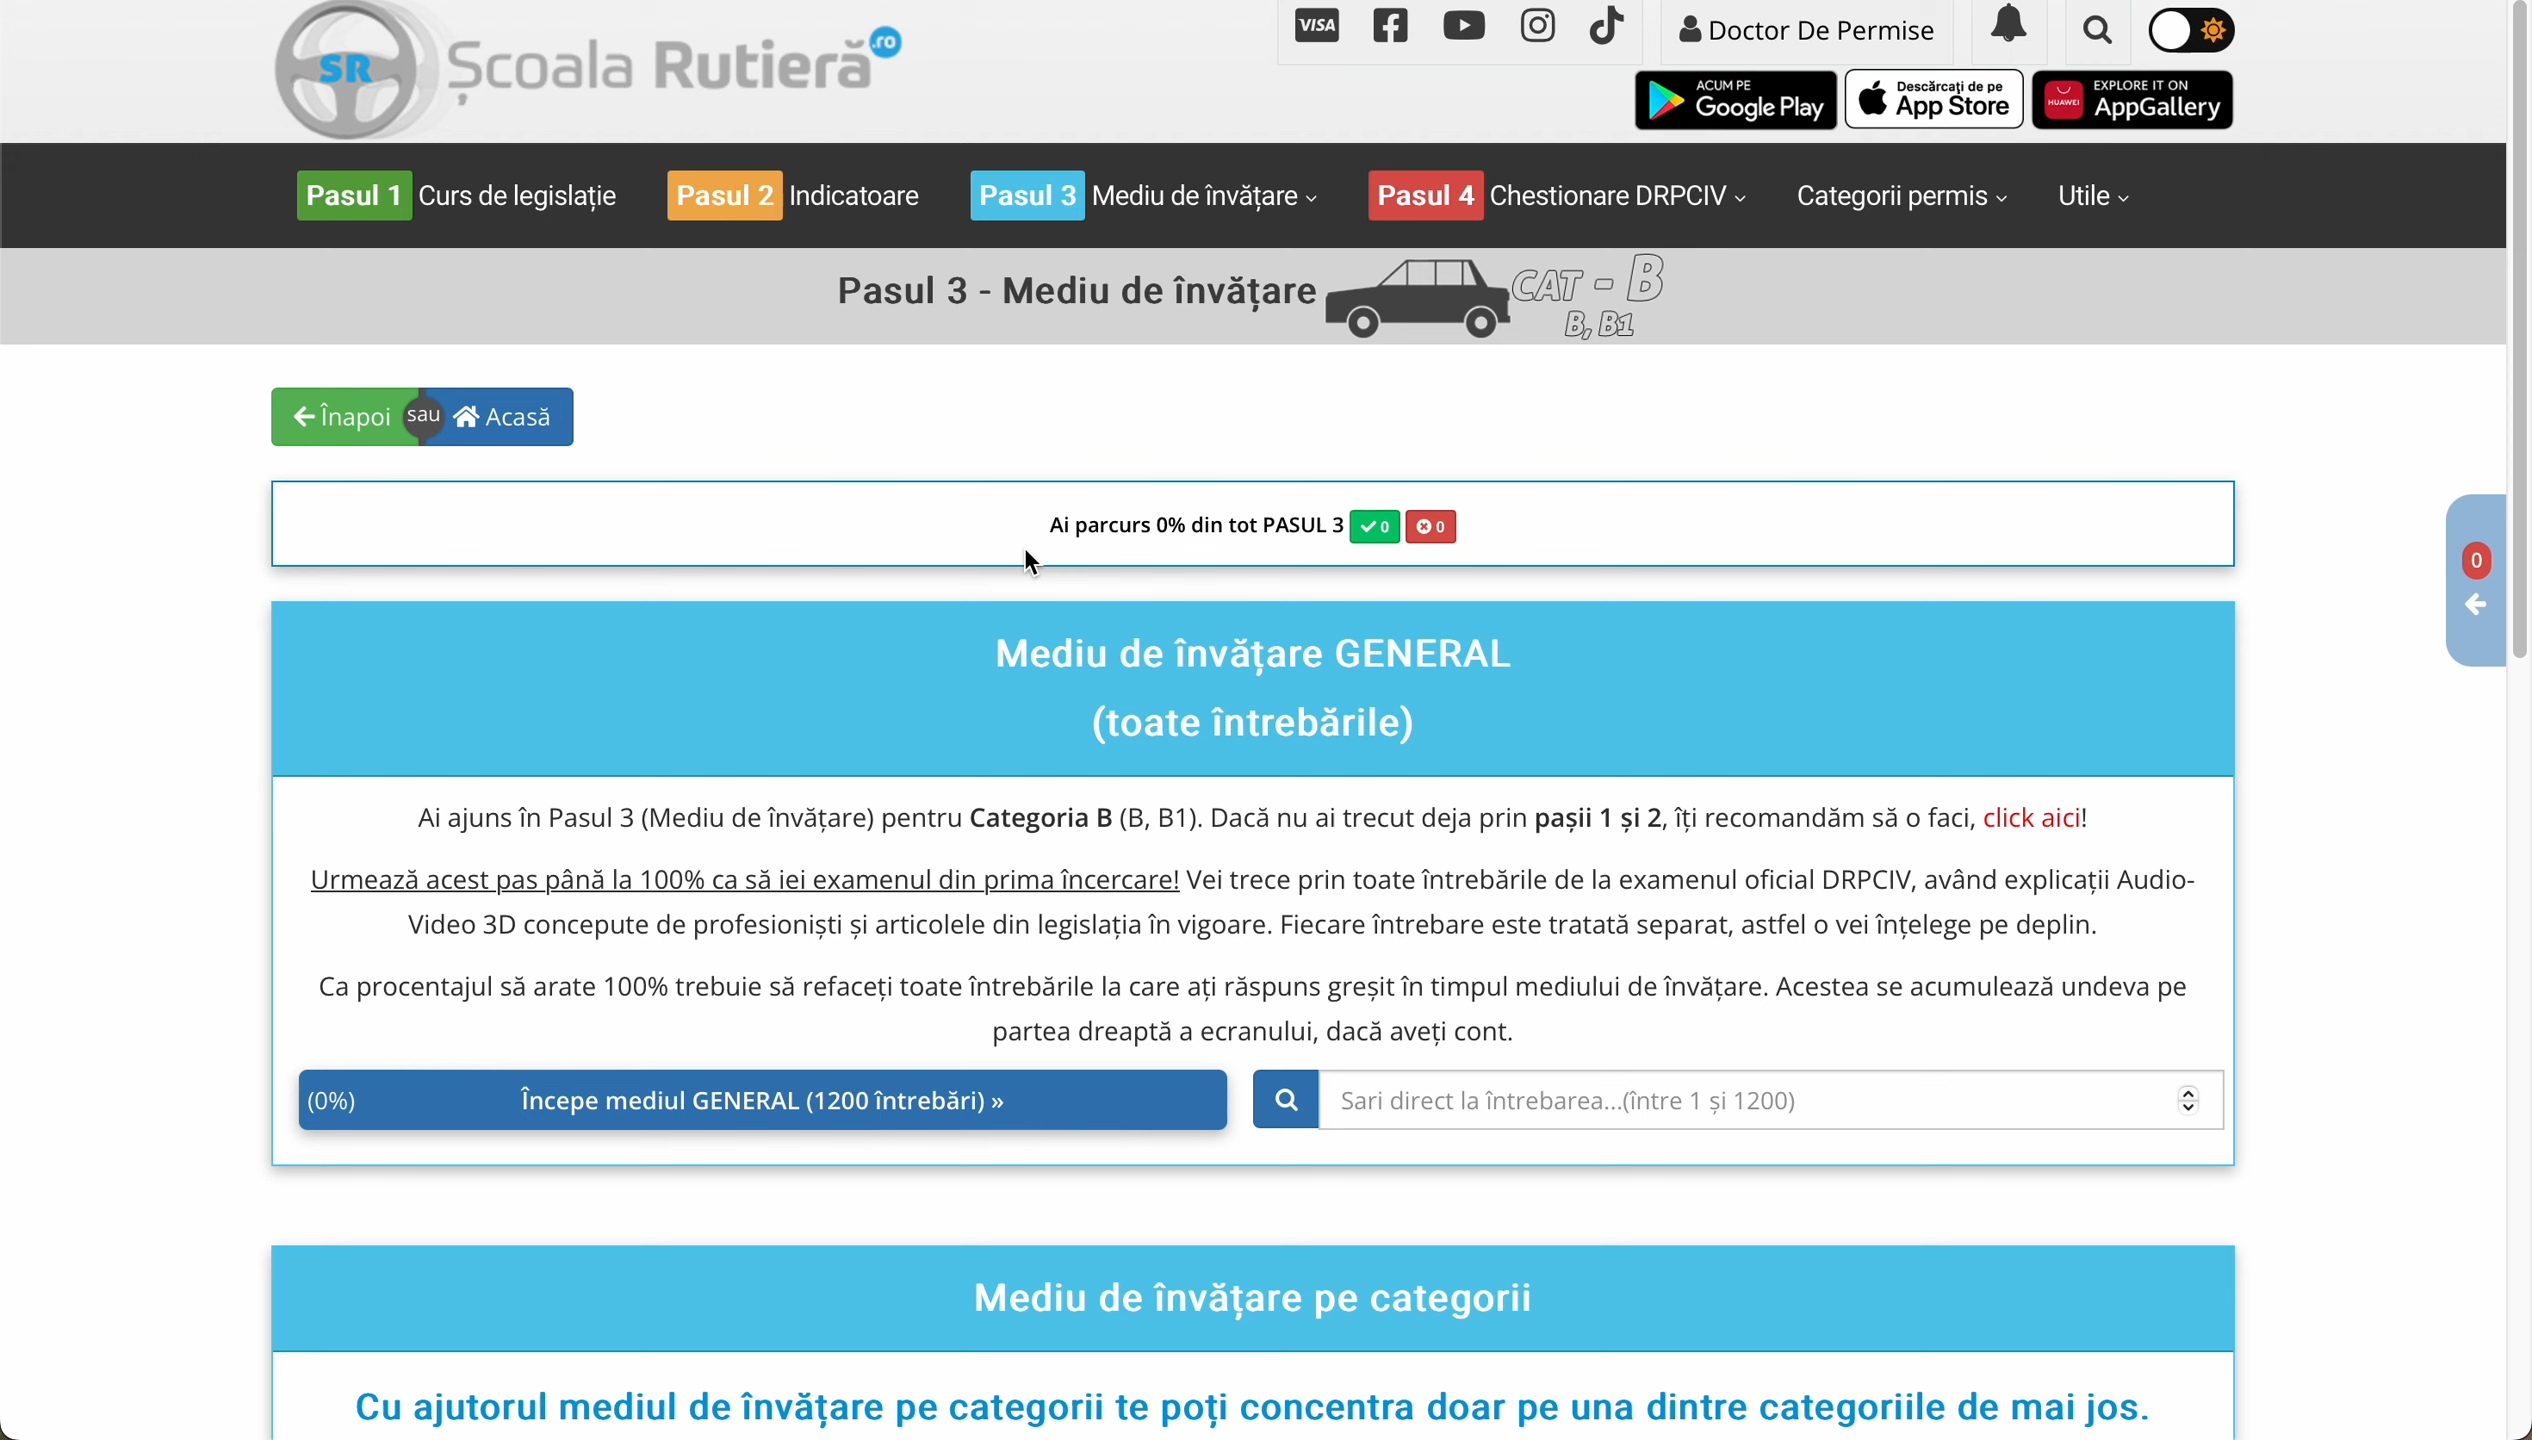 SR Școala Rutieră .ro
VISA
Doctor De Permise
ACUM PE
Google Play
Descărcați de pe
App Store
HUAWEI
EXPLORE IT ON
AppGallery
Pasul 1 Curs de legislație
Pasul 2 Indicatoare
Pasul 3 Mediu de învățare
Pasul 4 Chestionare DRPCIV
Categorii permis
Utile
Pasul 3 - Mediu de învățare
CAT - B
B, B1
Înapoi sau Acasă
Ai parcurs 0% din tot PASUL 3 0 0
0
Mediu de învățare GENERAL
(toate întrebările)
Ai ajuns în Pasul 3 (Mediu de învățare) pentru Categoria B (B, B1). Dacă nu ai trecut deja prin pașii 1 și 2, îți recomandăm să o faci, click aici!
Urmează acest pas până la 100% ca să iei examenul din prima încercare! Vei trece prin toate întrebările de la examenul oficial DRPCIV, având explicații Audio-
Video 3D concepute de profesioniști și articolele din legislația în vigoare. Fiecare întrebare este tratată separat, astfel o vei înțelege pe deplin.
Ca procentajul să arate 100% trebuie să refaceți toate întrebările la care ați răspuns greșit în timpul mediului de învățare. Acestea se acumulează undeva pe
partea dreaptă a ecranului, dacă aveți cont.
(0%) Începe mediul GENERAL (1200 întrebări) »
Sari direct la întrebarea...(între 1 și 1200)
Mediu de învățare pe categorii
Cu ajutorul mediul de învățare pe categorii te poți concentra doar pe una dintre categoriile de mai jos.